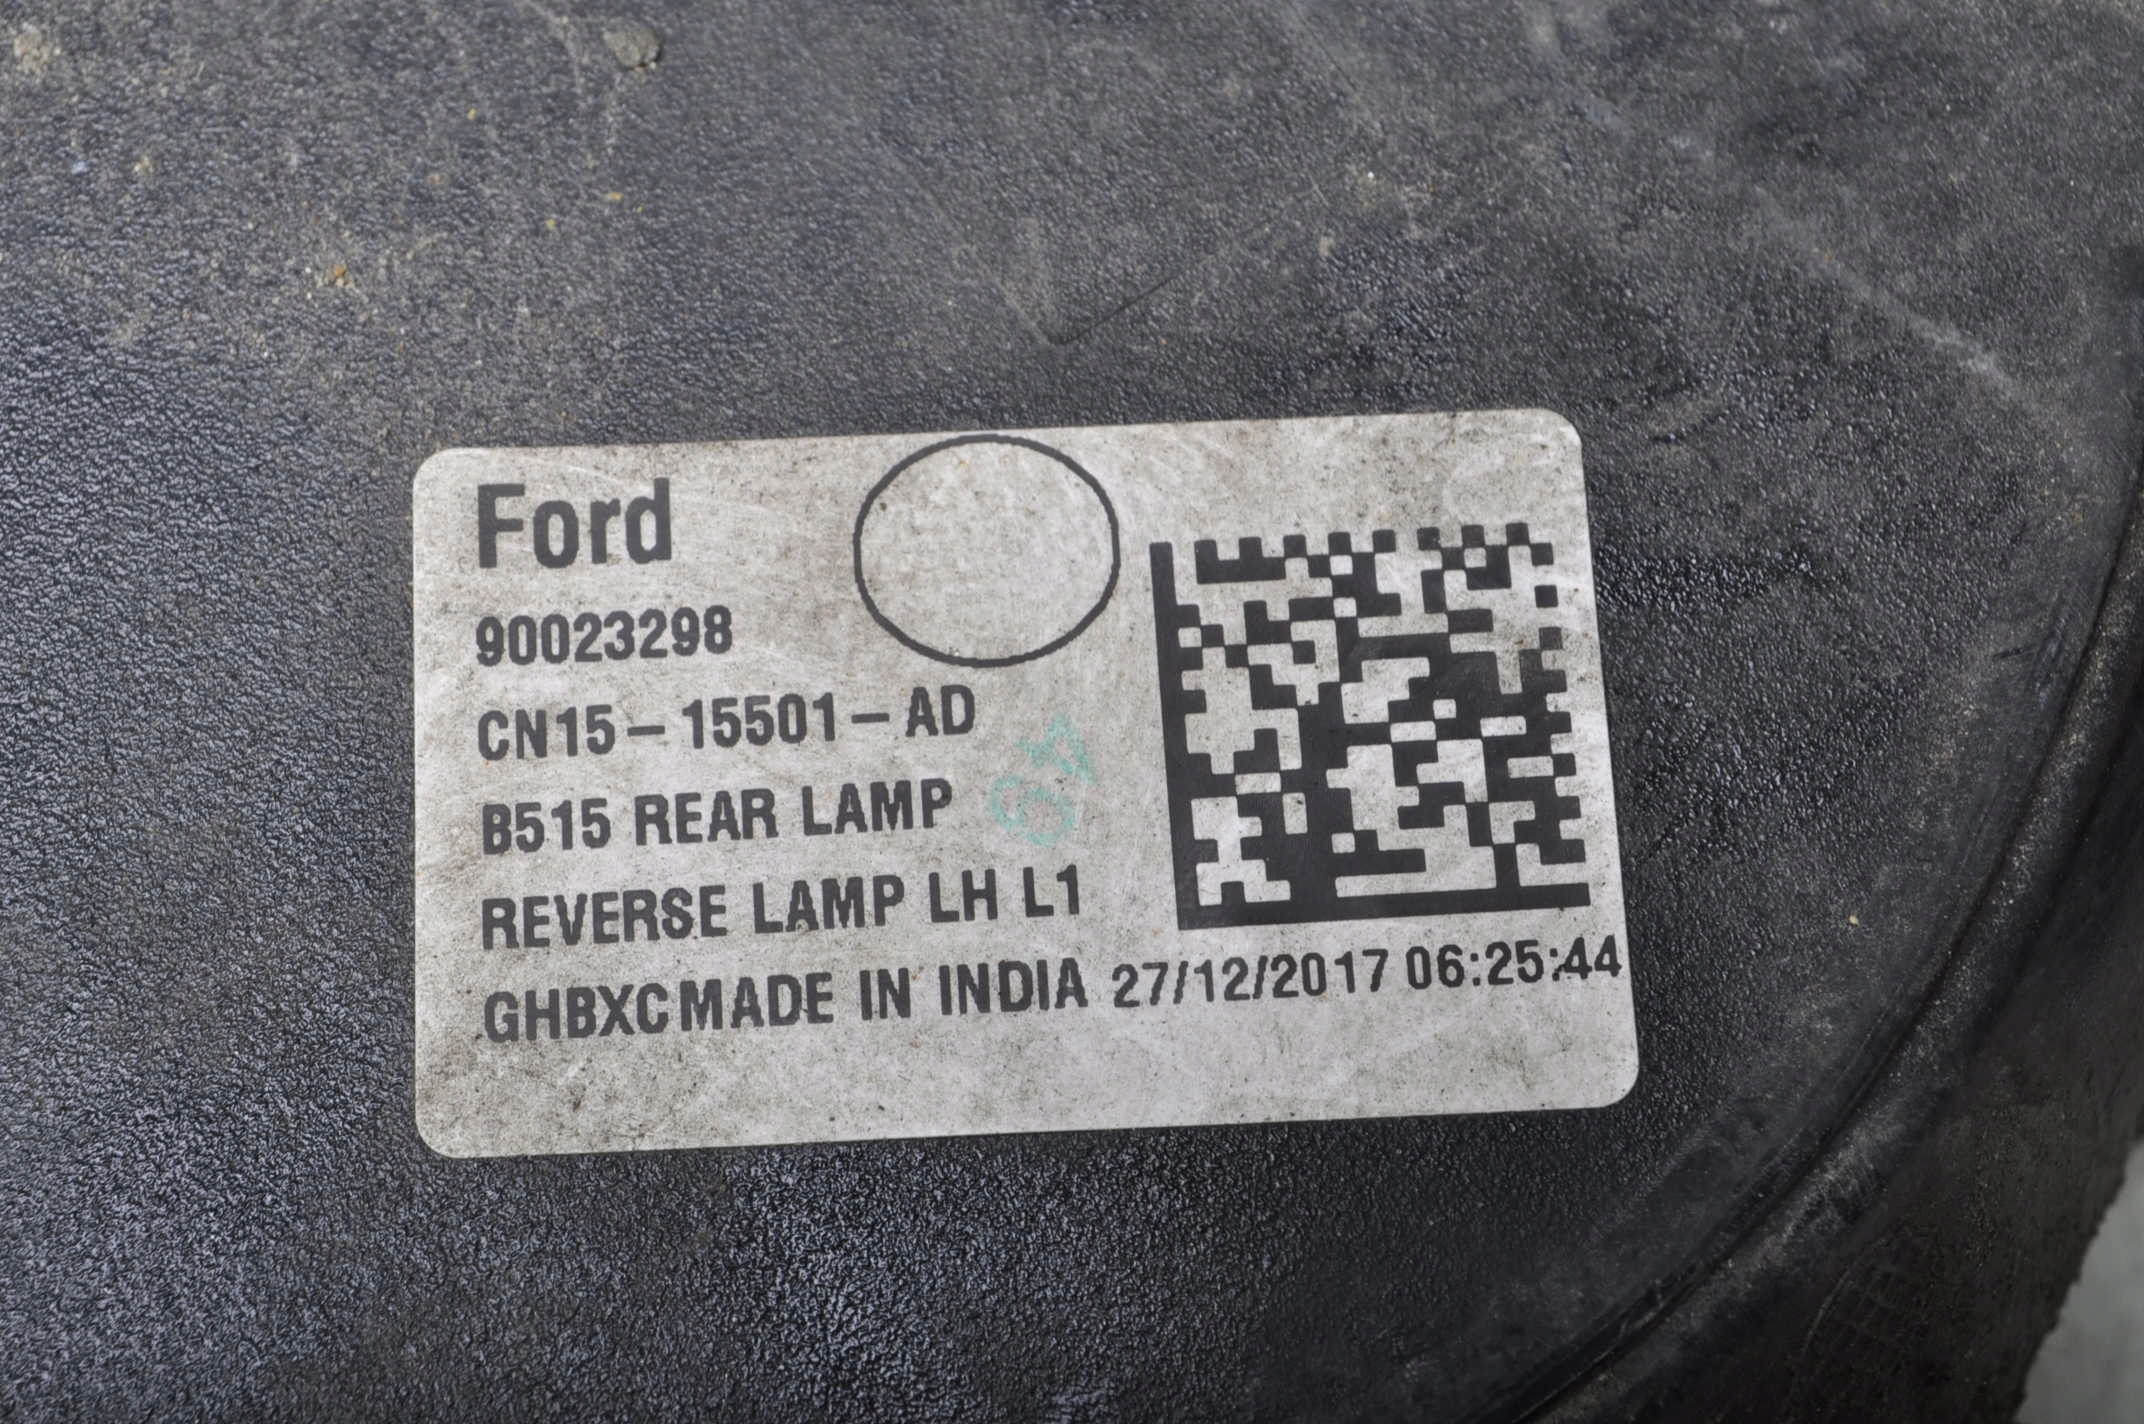 Ford
90023298
CN15-15501-AD
B515 REAR LAMP
49
REVERSE LAMP LH L1
GHBXCMADE IN INDIA 27/12/2017 06:25:44